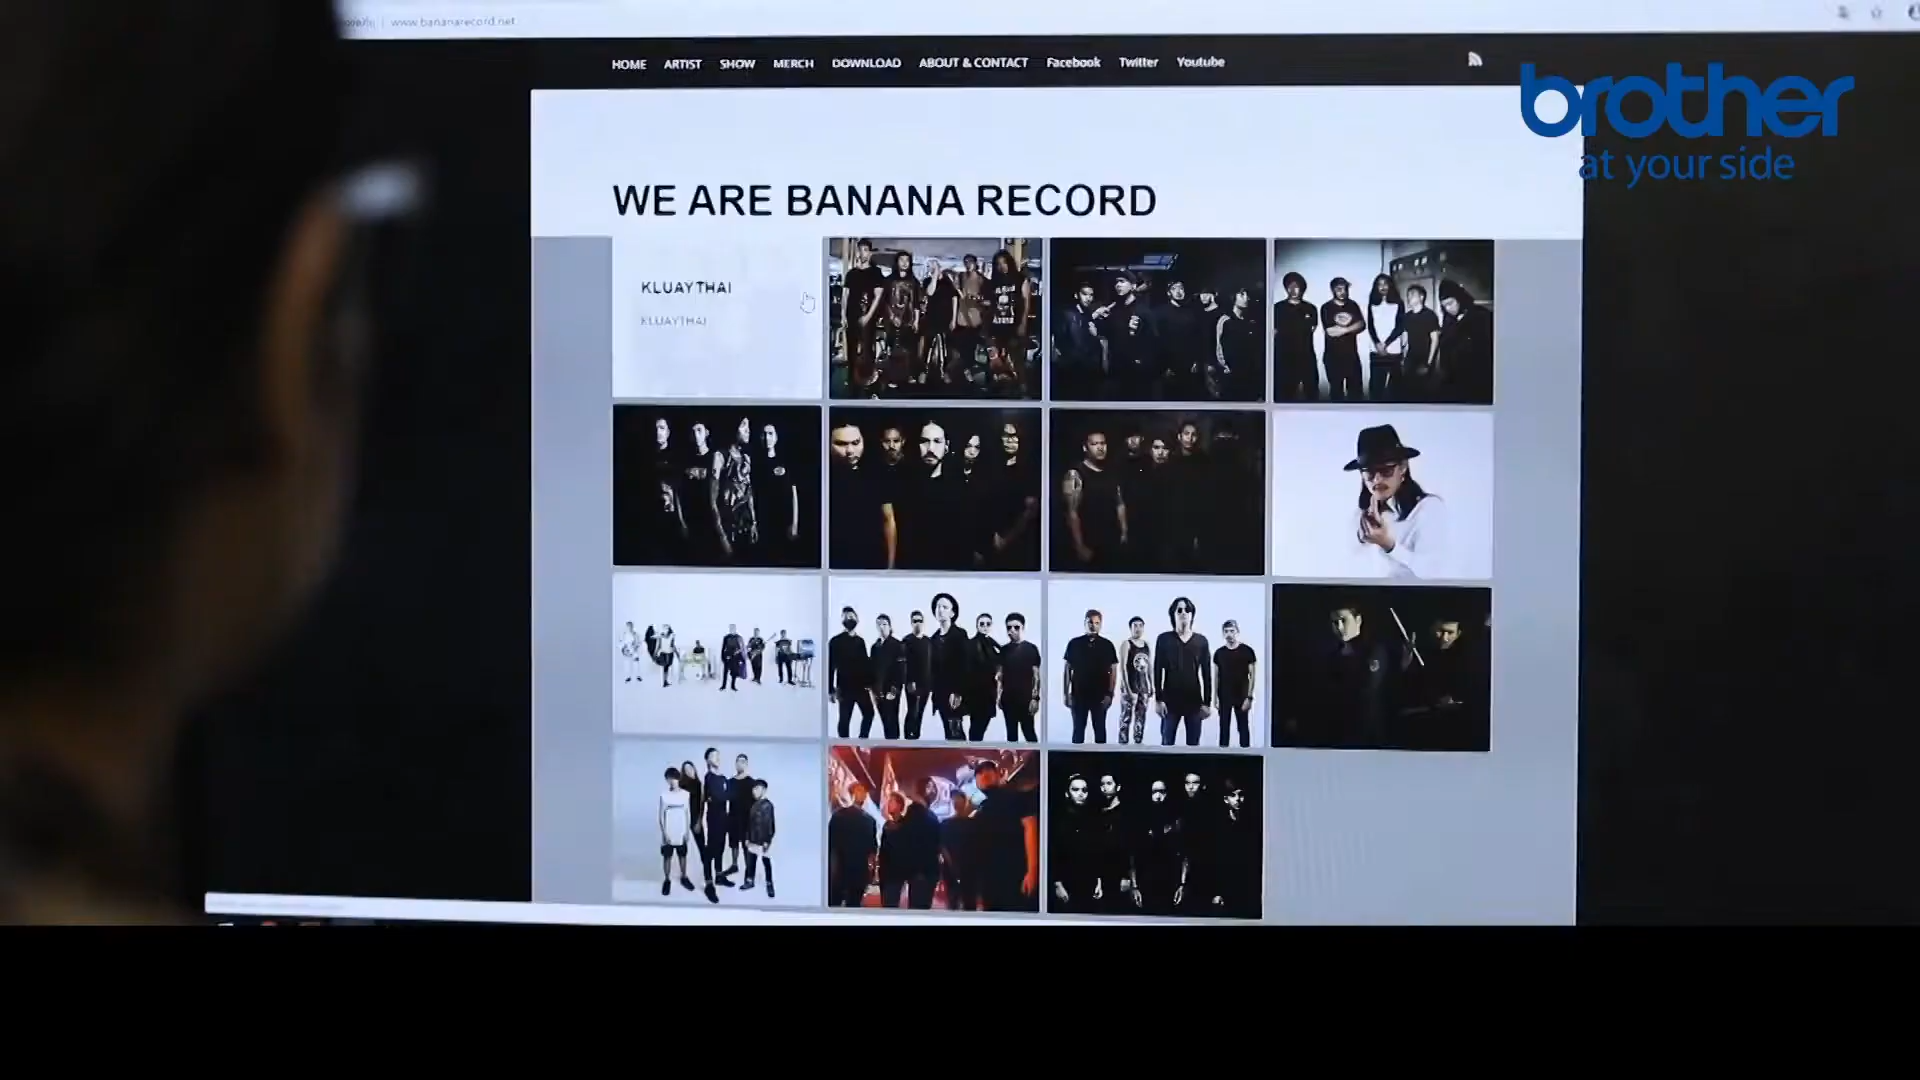 www.bananarecord.net
HOME ARTIST SHOW MERCH DOWNLOAD ABOUT & CONTACT Facebook Twitter Youtube
brother
at your side
WE ARE BANANA RECORD
KLUAYTHAI
KLUAYTHAI